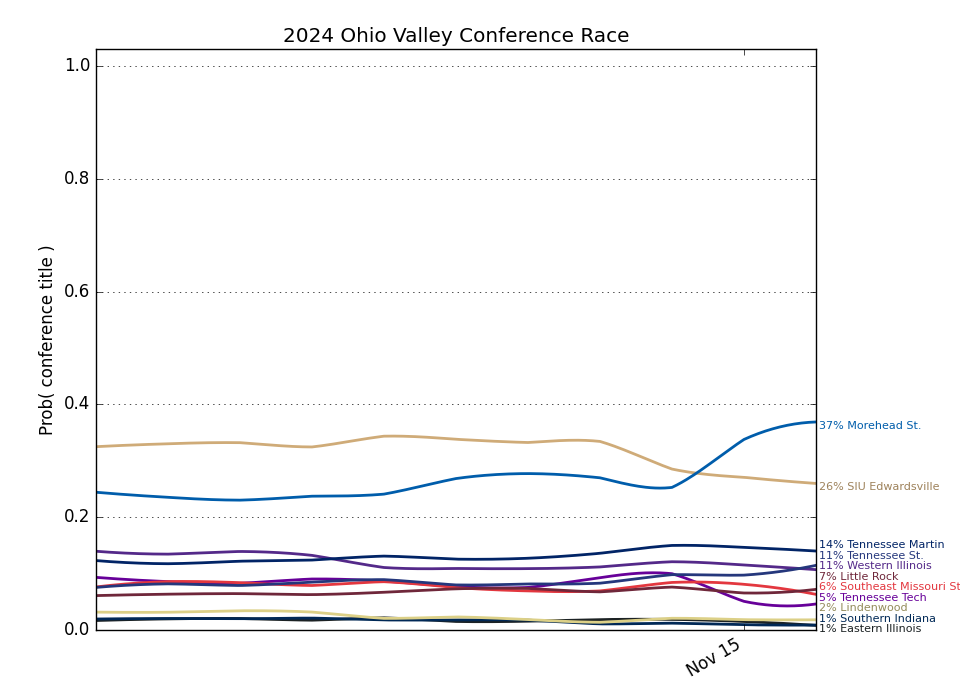 2024 Ohio Valley Conference Race
Prob( conference title )
1.0
0.8
0.6
0.4
0.2
0.0
Nov 15
37% Morehead St.
26% SIU Edwardsville
14% Tennessee Martin
11% Tennessee St.
11% Western Illinois
7% Little Rock
6% Southeast Missouri St
5% Tennessee Tech
2% Lindenwood
1% Southern Indiana
1% Eastern Illinois